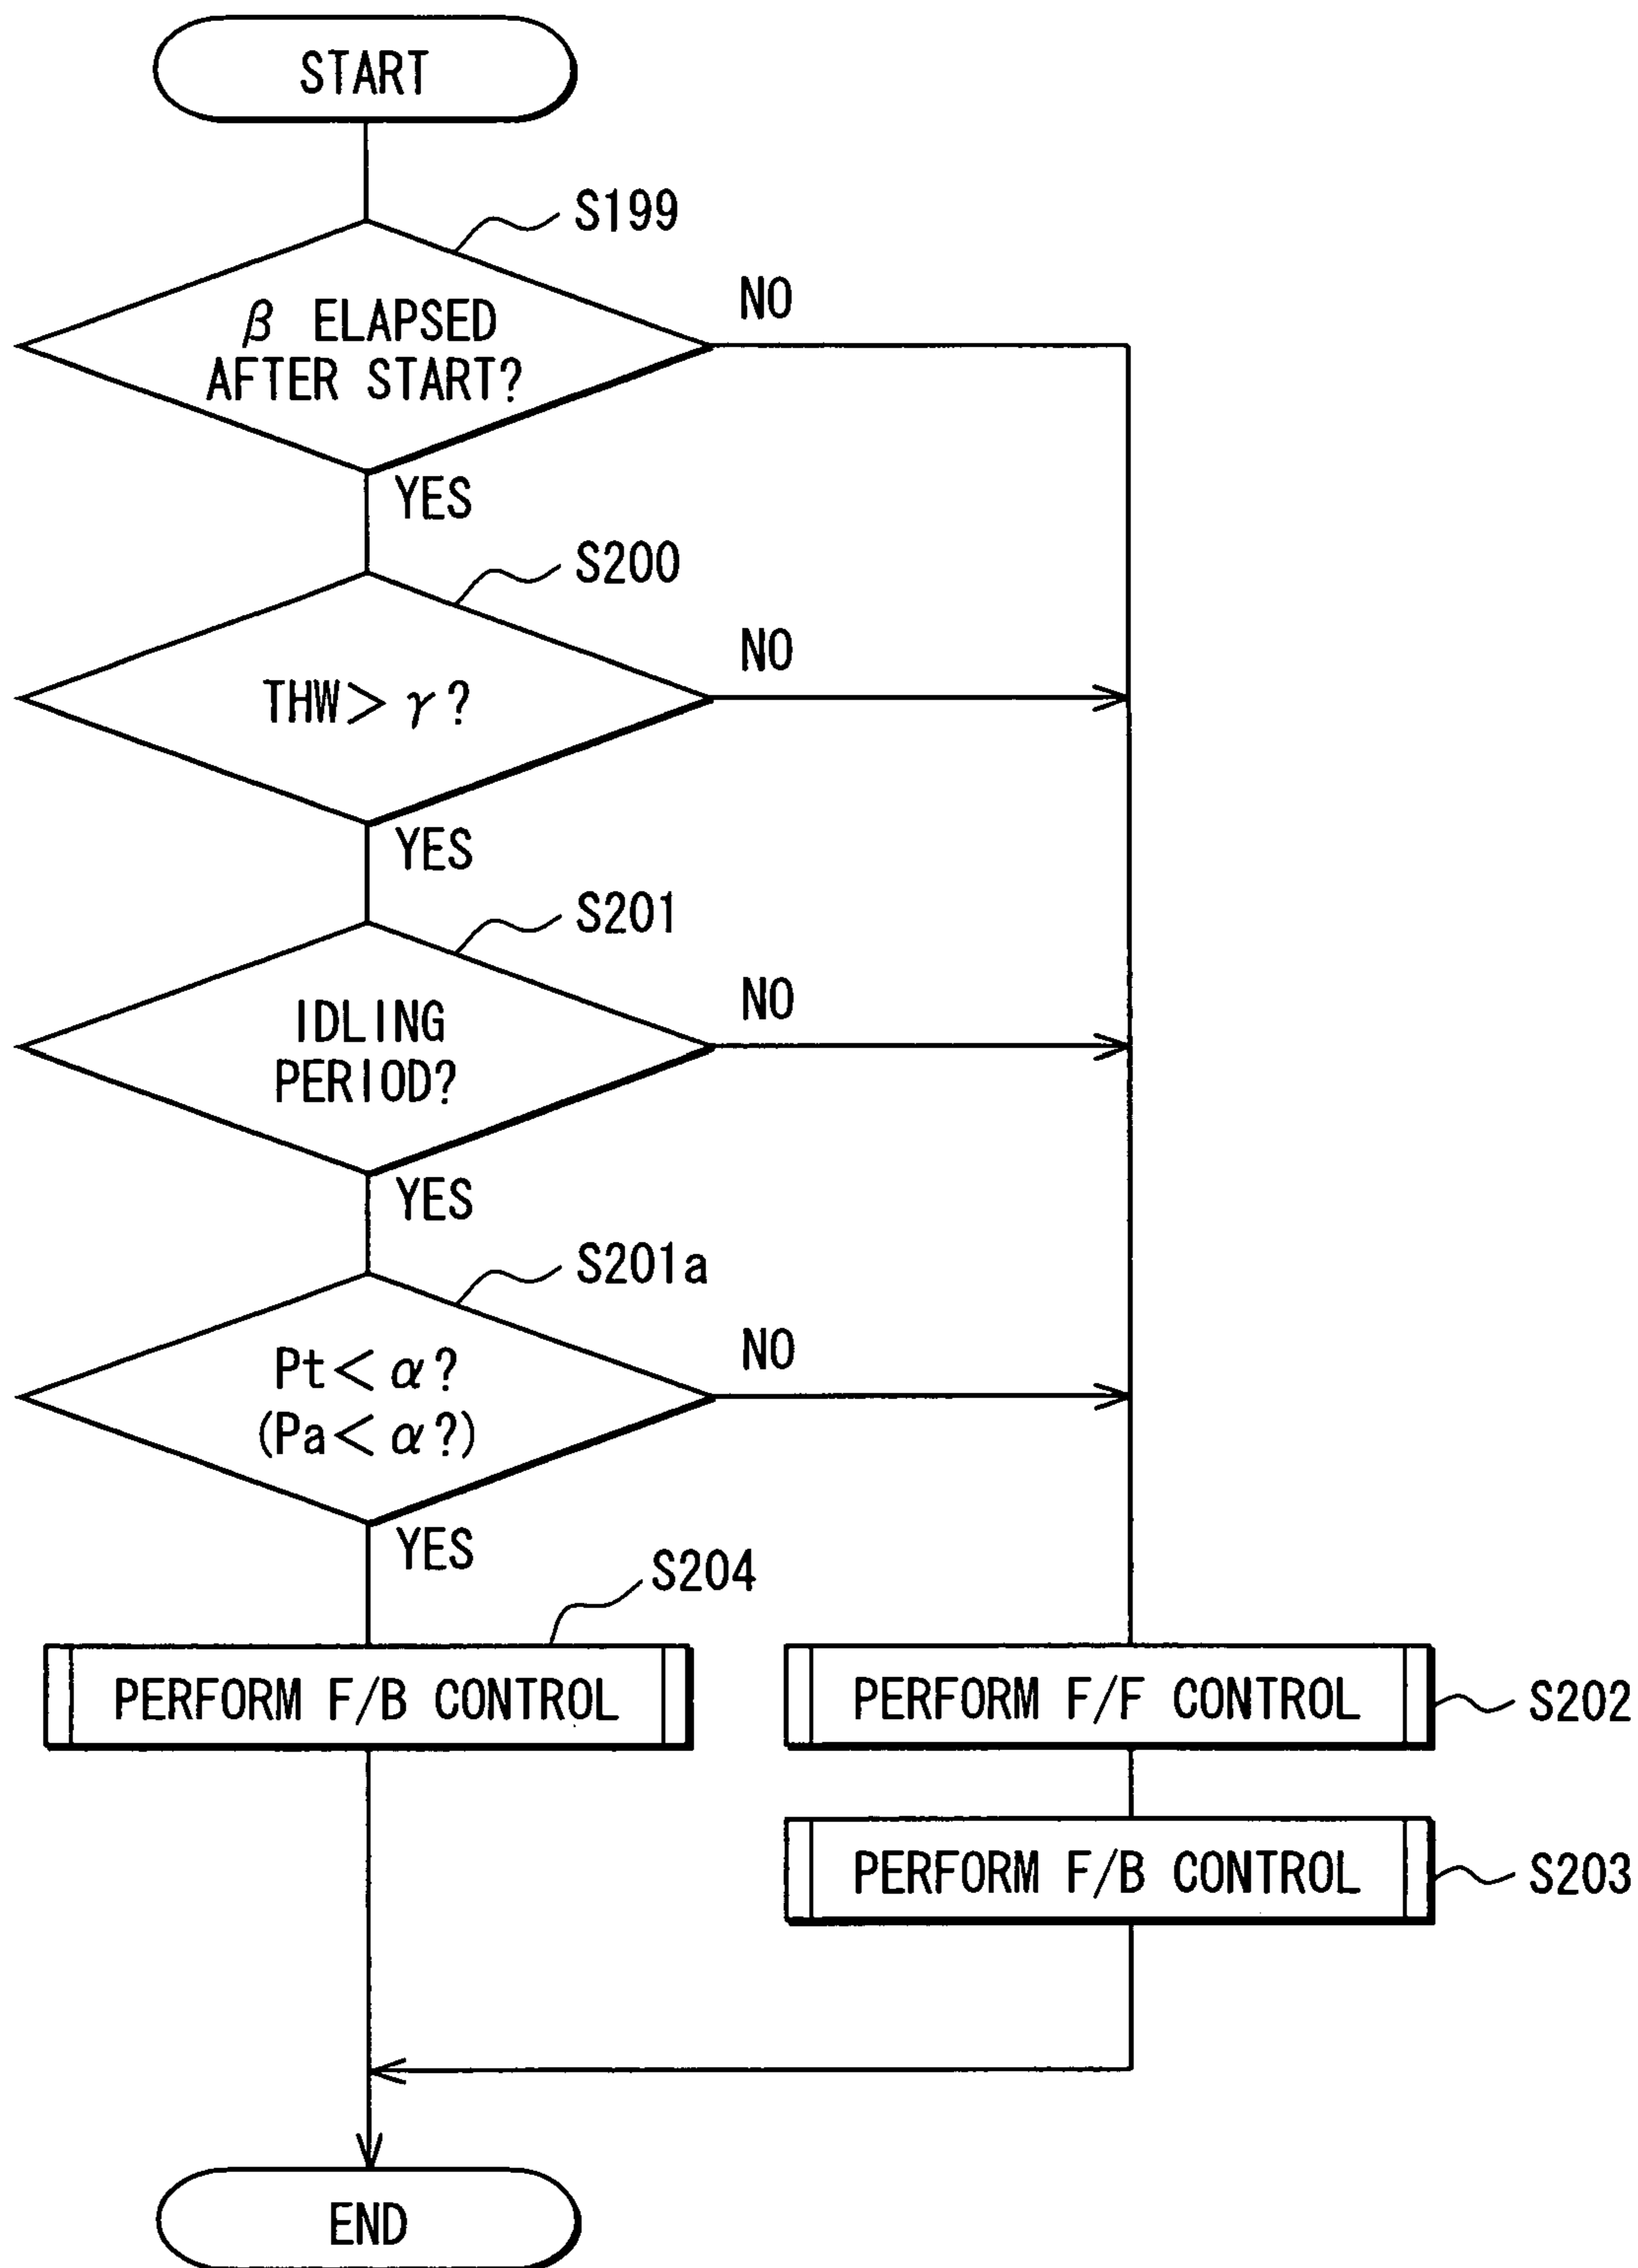 START
S199
β ELAPSED
AFTER START?
NO
YES
S200
THW > γ?
NO
YES
S201
IDLING
PERIOD?
NO
YES
S201a
Pt < α?
(Pa < α?)
NO
YES
S204
PERFORM F/B CONTROL
PERFORM F/F CONTROL
S202
PERFORM F/B CONTROL
S203
END